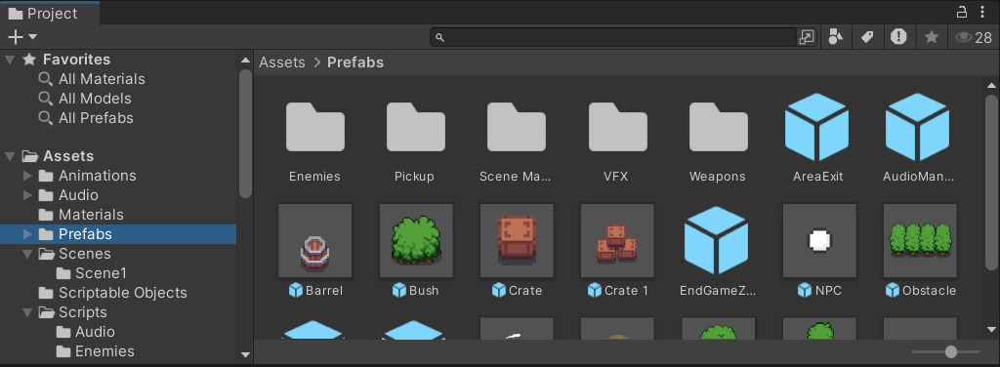 Project
28
Favorites
All Materials
All Models
All Prefabs
Assets
Animations
Audio
Materials
Prefabs
Scenes
Scene1
Scriptable Objects
Scripts
Audio
Enemies
Assets > Prefabs
Enemies Pickup Scene Ma... VFX Weapons AreaExit AudioMan...
Barrel Bush Crate Crate 1 EndGameZ... NPC Obstacle